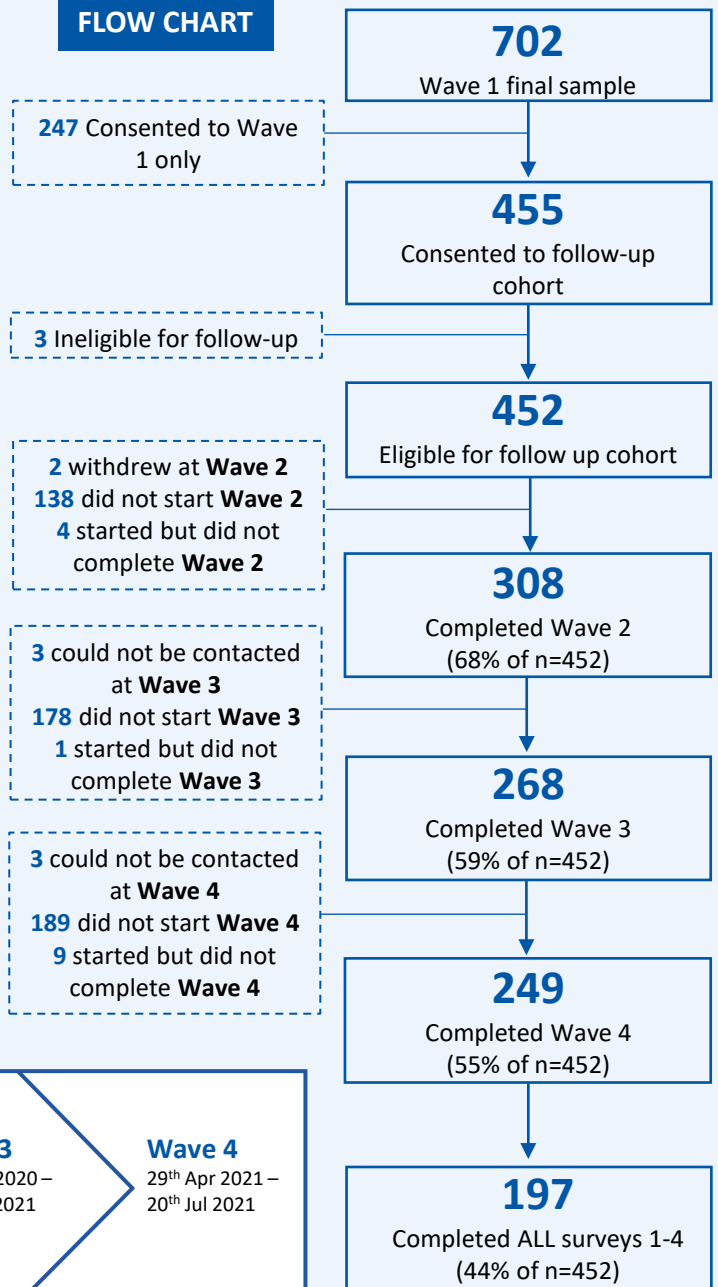 FLOW CHART
702
Wave 1 final sample
247 Consented to Wave
1 only
455
Consented to follow-up
cohort
3 Ineligible for follow-up
452
Eligible for follow up cohort
2 withdrew at Wave 2
138 did not start Wave 2
4 started but did not
complete Wave 2
308
Completed Wave 2
(68% of n=452)
3 could not be contacted
at Wave 3
178 did not start Wave 3
1 started but did not
complete Wave 3
268
Completed Wave 3
(59% of n=452)
3 could not be contacted
at Wave 4
189 did not start Wave 4
9 started but did not
complete Wave 4
249
Completed Wave 4
(55% of n=452)
3
2020 –
2021
Wave 4
29th Apr 2021 –
20th Jul 2021
197
Completed ALL surveys 1-4
(44% of n=452)